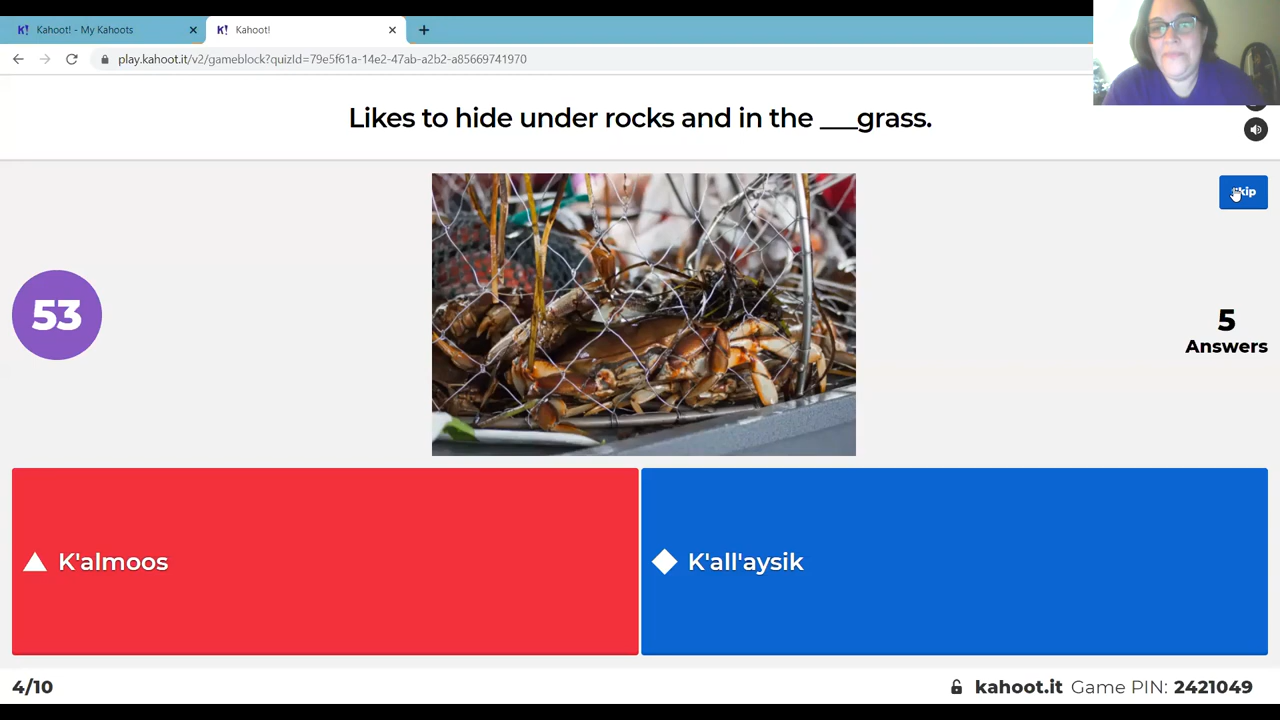 Kahoot! - My Kahoots
Kahoot!
play.kahoot.it/v2/gameblock?quizId=79e5f61a-14e2-47ab-a2b2-a85669741970
Likes to hide under rocks and in the ___grass.
53
5
Answers
K'almoos
K'all'aysik
4/10
kahoot.it Game PIN: 2421049